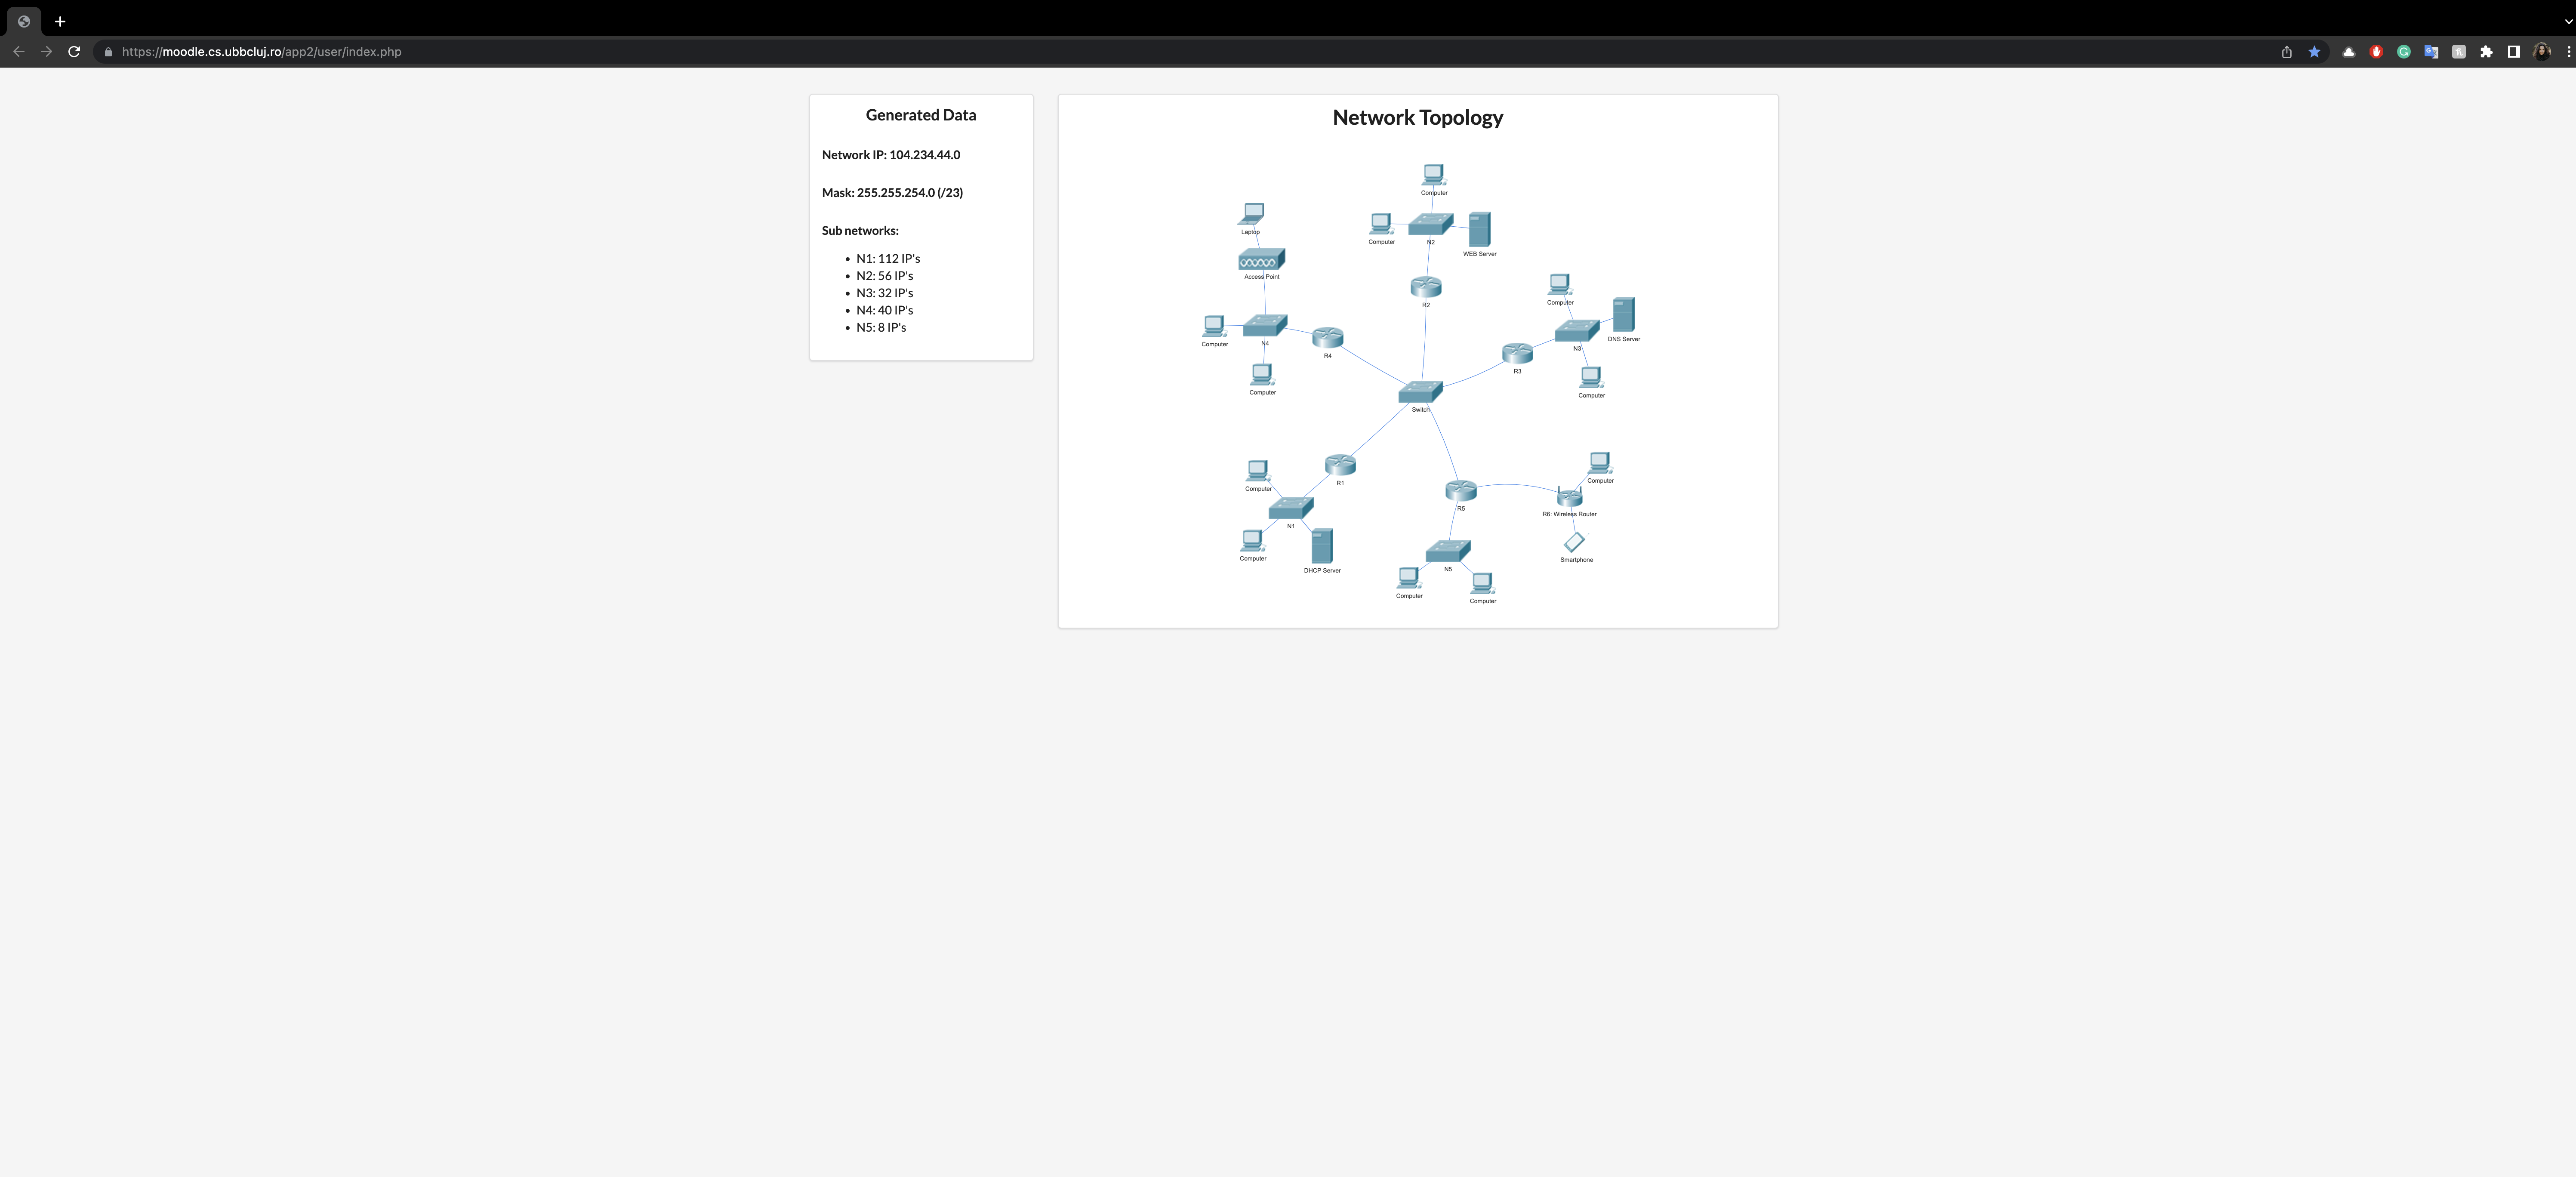 https://moodle.cs.ubbcluj.ro/app2/user/index.php
Generated Data
Network IP: 104.234.44.0
Mask: 255.255.254.0 (/23)
Sub networks:
• N1: 112 IP's
• N2: 56 IP's
• N3: 32 IP's
• N4: 40 IP's
• N5: 8 IP's
Network Topology
Computer
Laptop
Computer
N2
WEB Server
Access Point
Computer
R2
DNS Server
Computer
N4
N3
R4
R3
Computer
Computer
Switch
Computer
R1
Computer
R5
R6: Wireless Router
N1
Computer
Smartphone
DHCP Server
N5
Computer
Computer